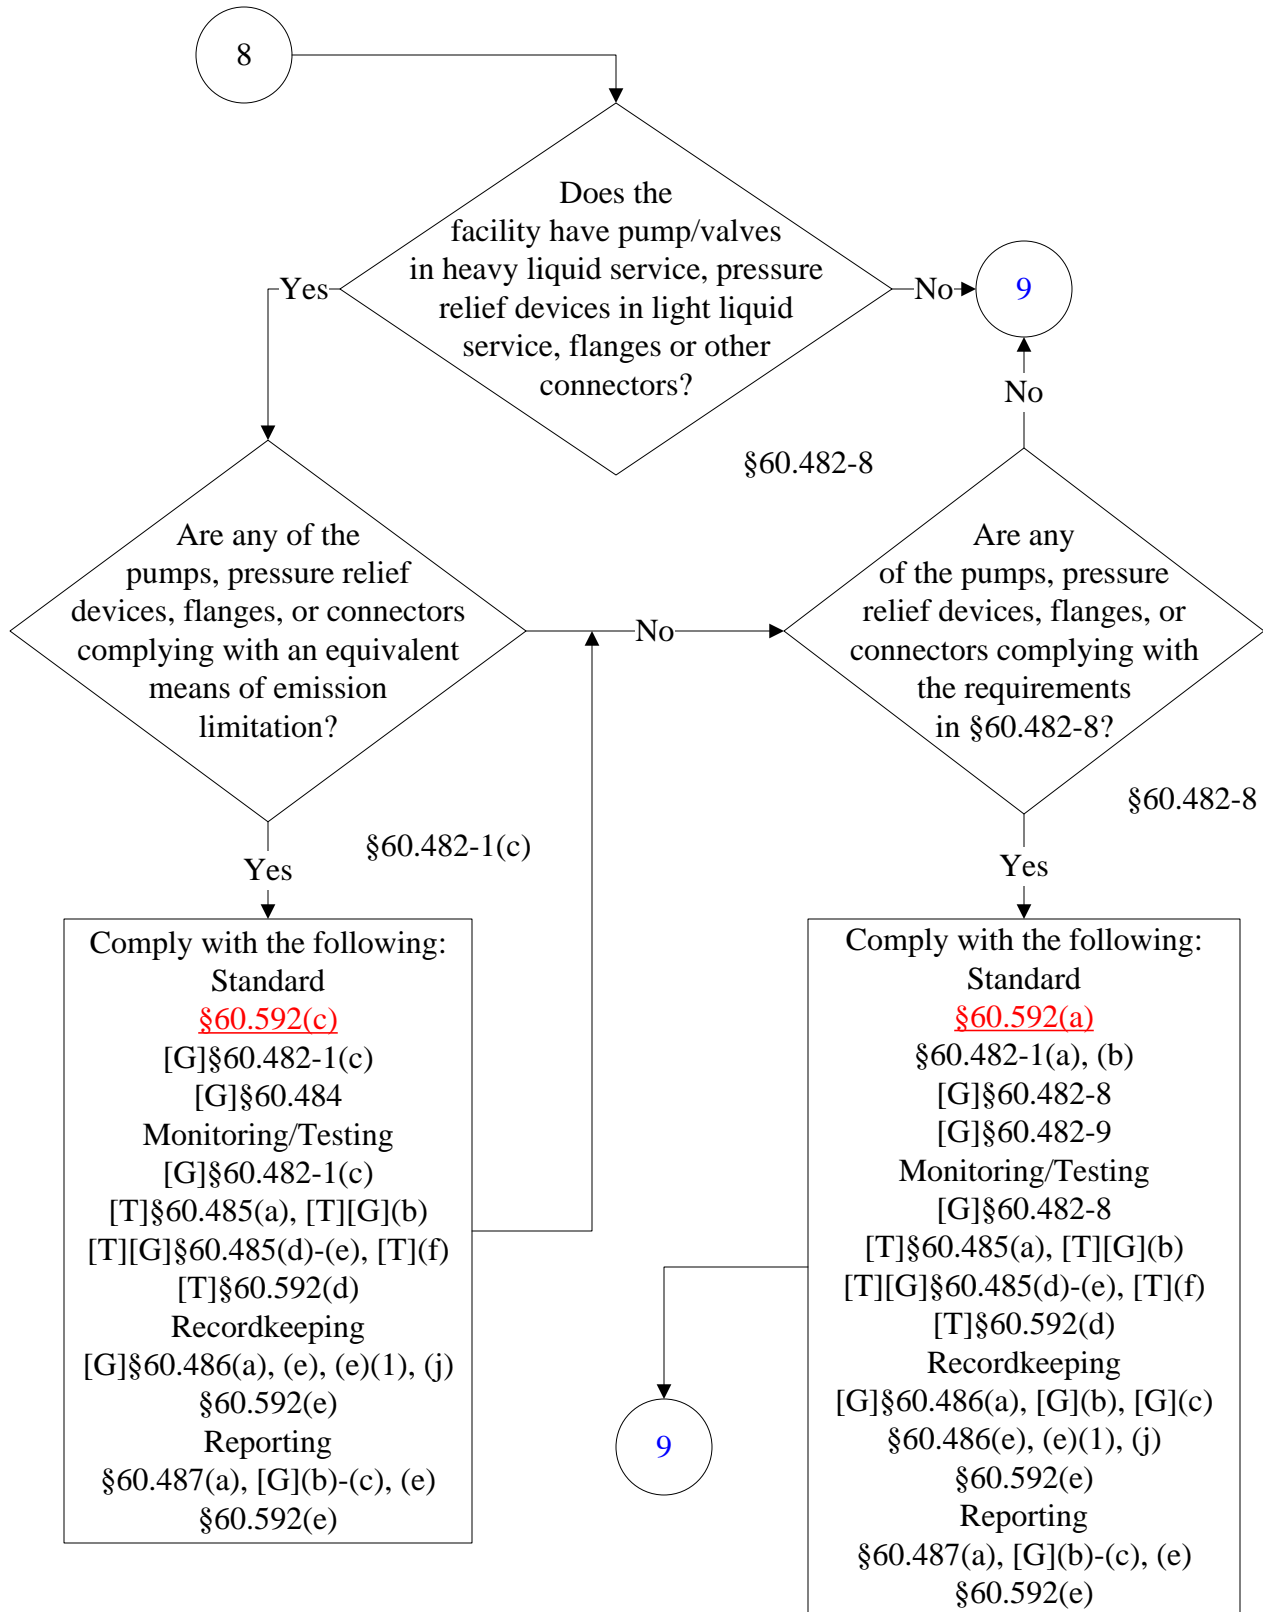 8
Does the
facility have pump/valves
in heavy liquid service, pressure
relief devices in light liquid
service, flanges or other
connectors?
Yes
No
9
§60.482-8
No
Are any of the
pumps, pressure relief
devices, flanges, or connectors
complying with an equivalent
means of emission
limitation?
No
Are any
of the pumps, pressure
relief devices, flanges, or
connectors complying with
the requirements
in §60.482-8?
§60.482-8
§60.482-1(c)
Yes
Yes
Comply with the following:
Standard
§60.592(c)
[G]§60.482-1(c)
[G]§60.484
Monitoring/Testing
[G]§60.482-1(c)
[T]§60.485(a), [T][G](b)
[T][G]§60.485(d)-(e), [T](f)
[T]§60.592(d)
Recordkeeping
[G]§60.486(a), (e), (e)(1), (j)
§60.592(e)
Reporting
§60.487(a), [G](b)-(c), (e)
§60.592(e)
Comply with the following:
Standard
§60.592(a)
§60.482-1(a), (b)
[G]§60.482-8
[G]§60.482-9
Monitoring/Testing
[G]§60.482-8
[T]§60.485(a), [T][G](b)
[T][G]§60.485(d)-(e), [T](f)
[T]§60.592(d)
Recordkeeping
[G]§60.486(a), [G](b), [G](c)
§60.486(e), (e)(1), (j)
§60.592(e)
Reporting
§60.487(a), [G](b)-(c), (e)
§60.592(e)
9